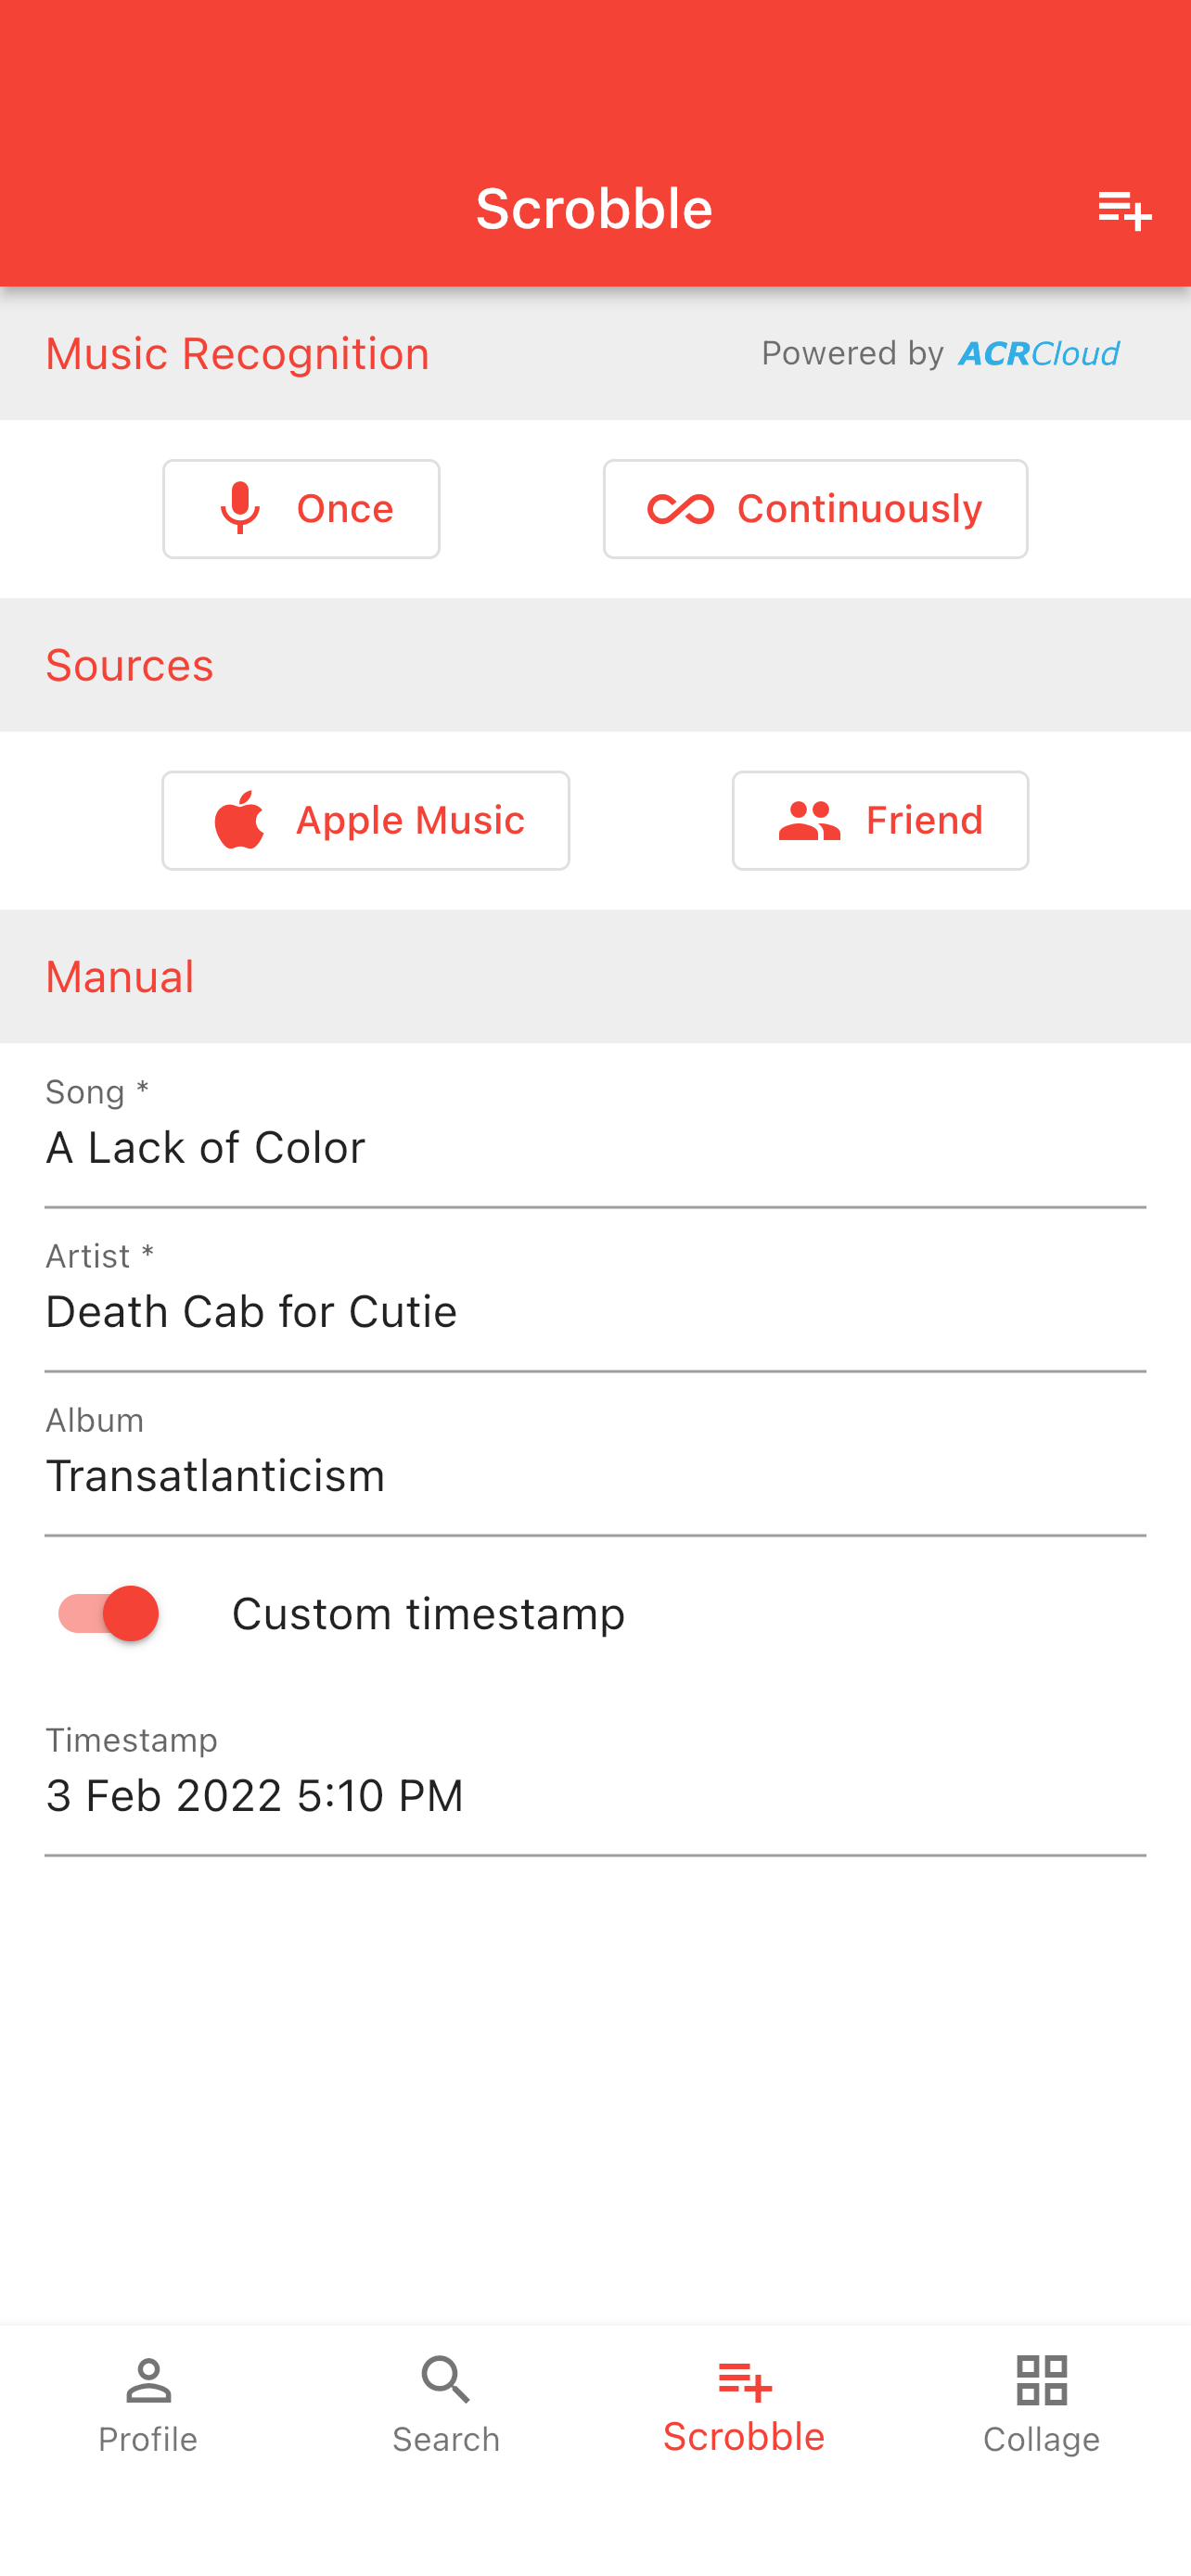 Scrobble
Music Recognition
Powered by ACRCloud
Once
Continuously
Sources
Apple Music
Friend
Manual
Song *
A Lack of Color
Artist *
Death Cab for Cutie
Album
Transatlanticism
Custom timestamp
Timestamp
3 Feb 2022 5:10 PM
Profile
Search
Scrobble
Collage